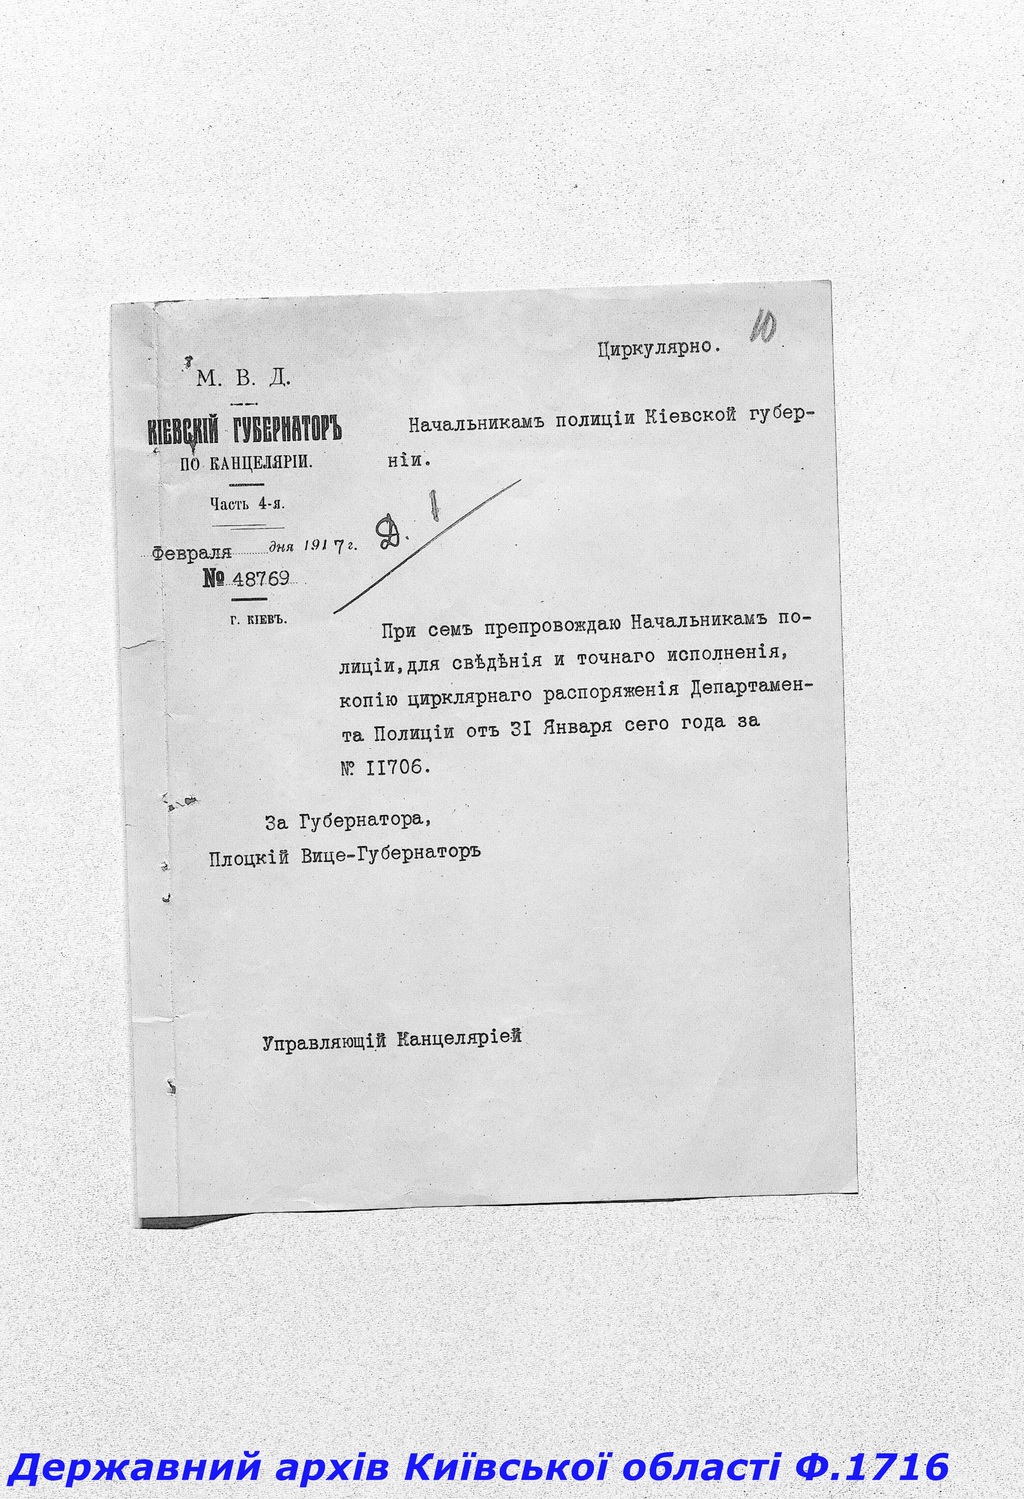 10
Циркулярно.
М. В. Д.
КІЕВСКІЙ ГУБЕРНАТОРЪ
ПО КАНЦЕЛЯРІИ.
Часть 4-я.
Февраля дня 1917 г.
№ 48769
Г. КІЕВЪ.
Начальникамъ полиціи Кіевской губер-
ніи.
Д. 1
При семъ препровождаю Начальникамъ по-
лиціи, для свѣдѣнія и точнаго исполненія,
копію цирклярнаго распоряженія Департамен-
та Полиціи отъ 3I Января сего года за
№ II706.
За Губернатора,
Плоцкій Вице-Губернаторъ
Управляющій Канцеляріей
Державний архів Київської області Ф.1716